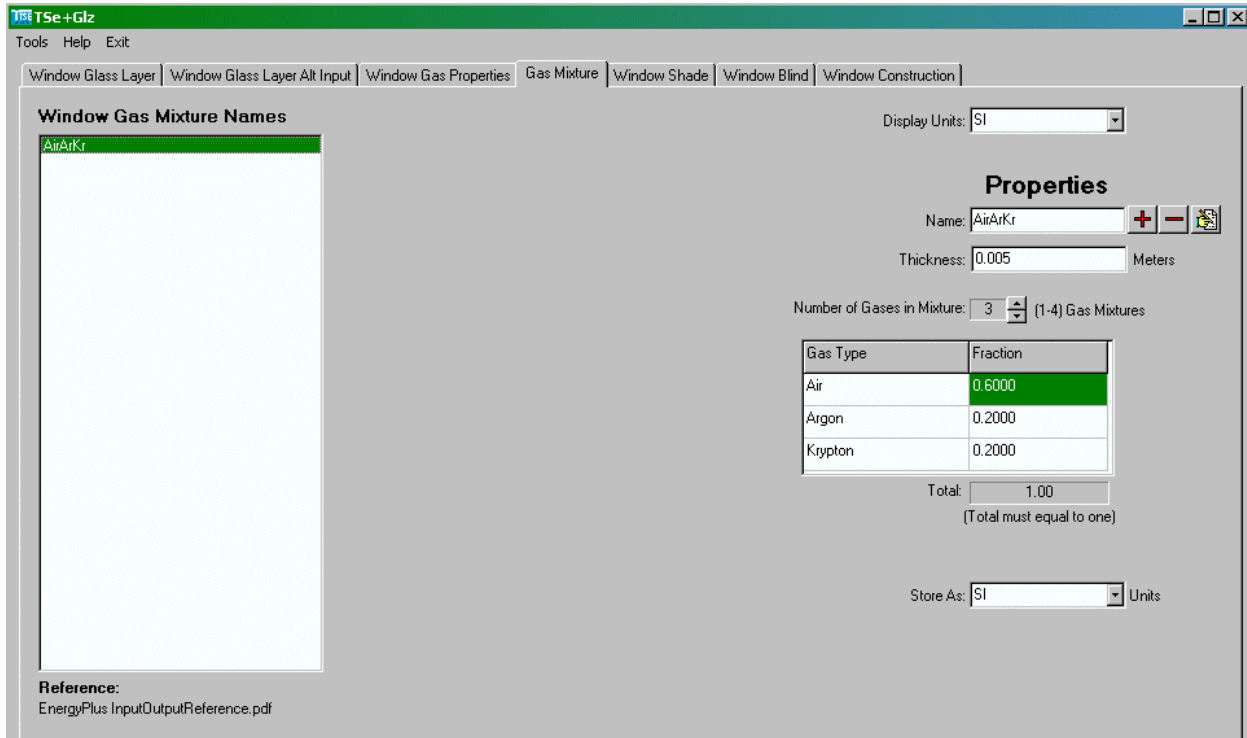 TSe+Glz
Tools Help Exit
Window Glass Layer Window Glass Layer Alt Input Window Gas Properties Gas Mixture Window Shade Window Blind Window Construction
Window Gas Mixture Names
AirArKr
Display Units: SI
Properties
Name: AirArKr
Thickness: 0.005 Meters
Number of Gases in Mixture: 3 (1-4) Gas Mixtures
Gas Type Fraction
Air 0.6000
Argon 0.2000
Krypton 0.2000
Total: 1.00
(Total must equal to one)
Store As: SI Units
Reference:
EnergyPlus InputOutputReference.pdf